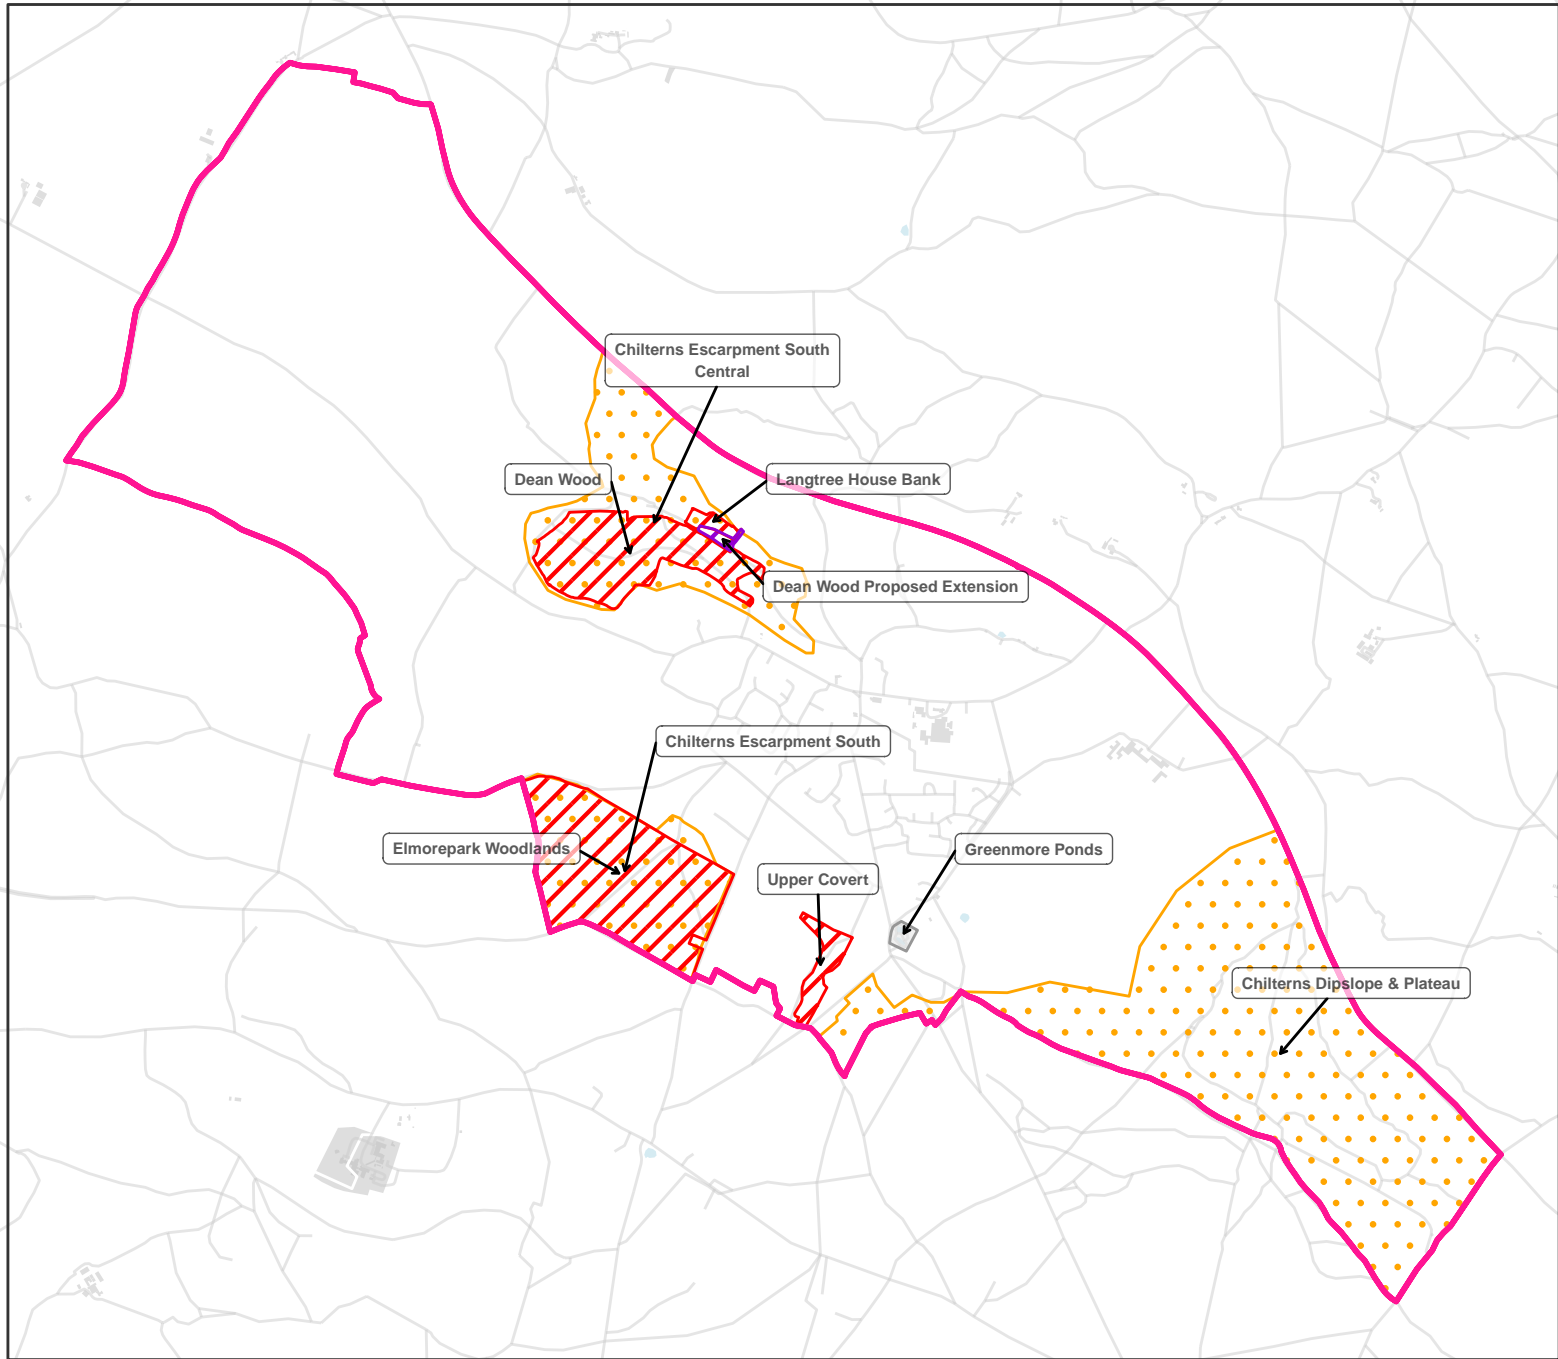 Chilterns Escarpment South
Central
Dean Wood
Langtree House Bank
Dean Wood Proposed Extension
Chilterns Escarpment South
Elmorepark Woodlands
Greenmore Ponds
Upper Covert
Chilterns Dipslope & Plateau